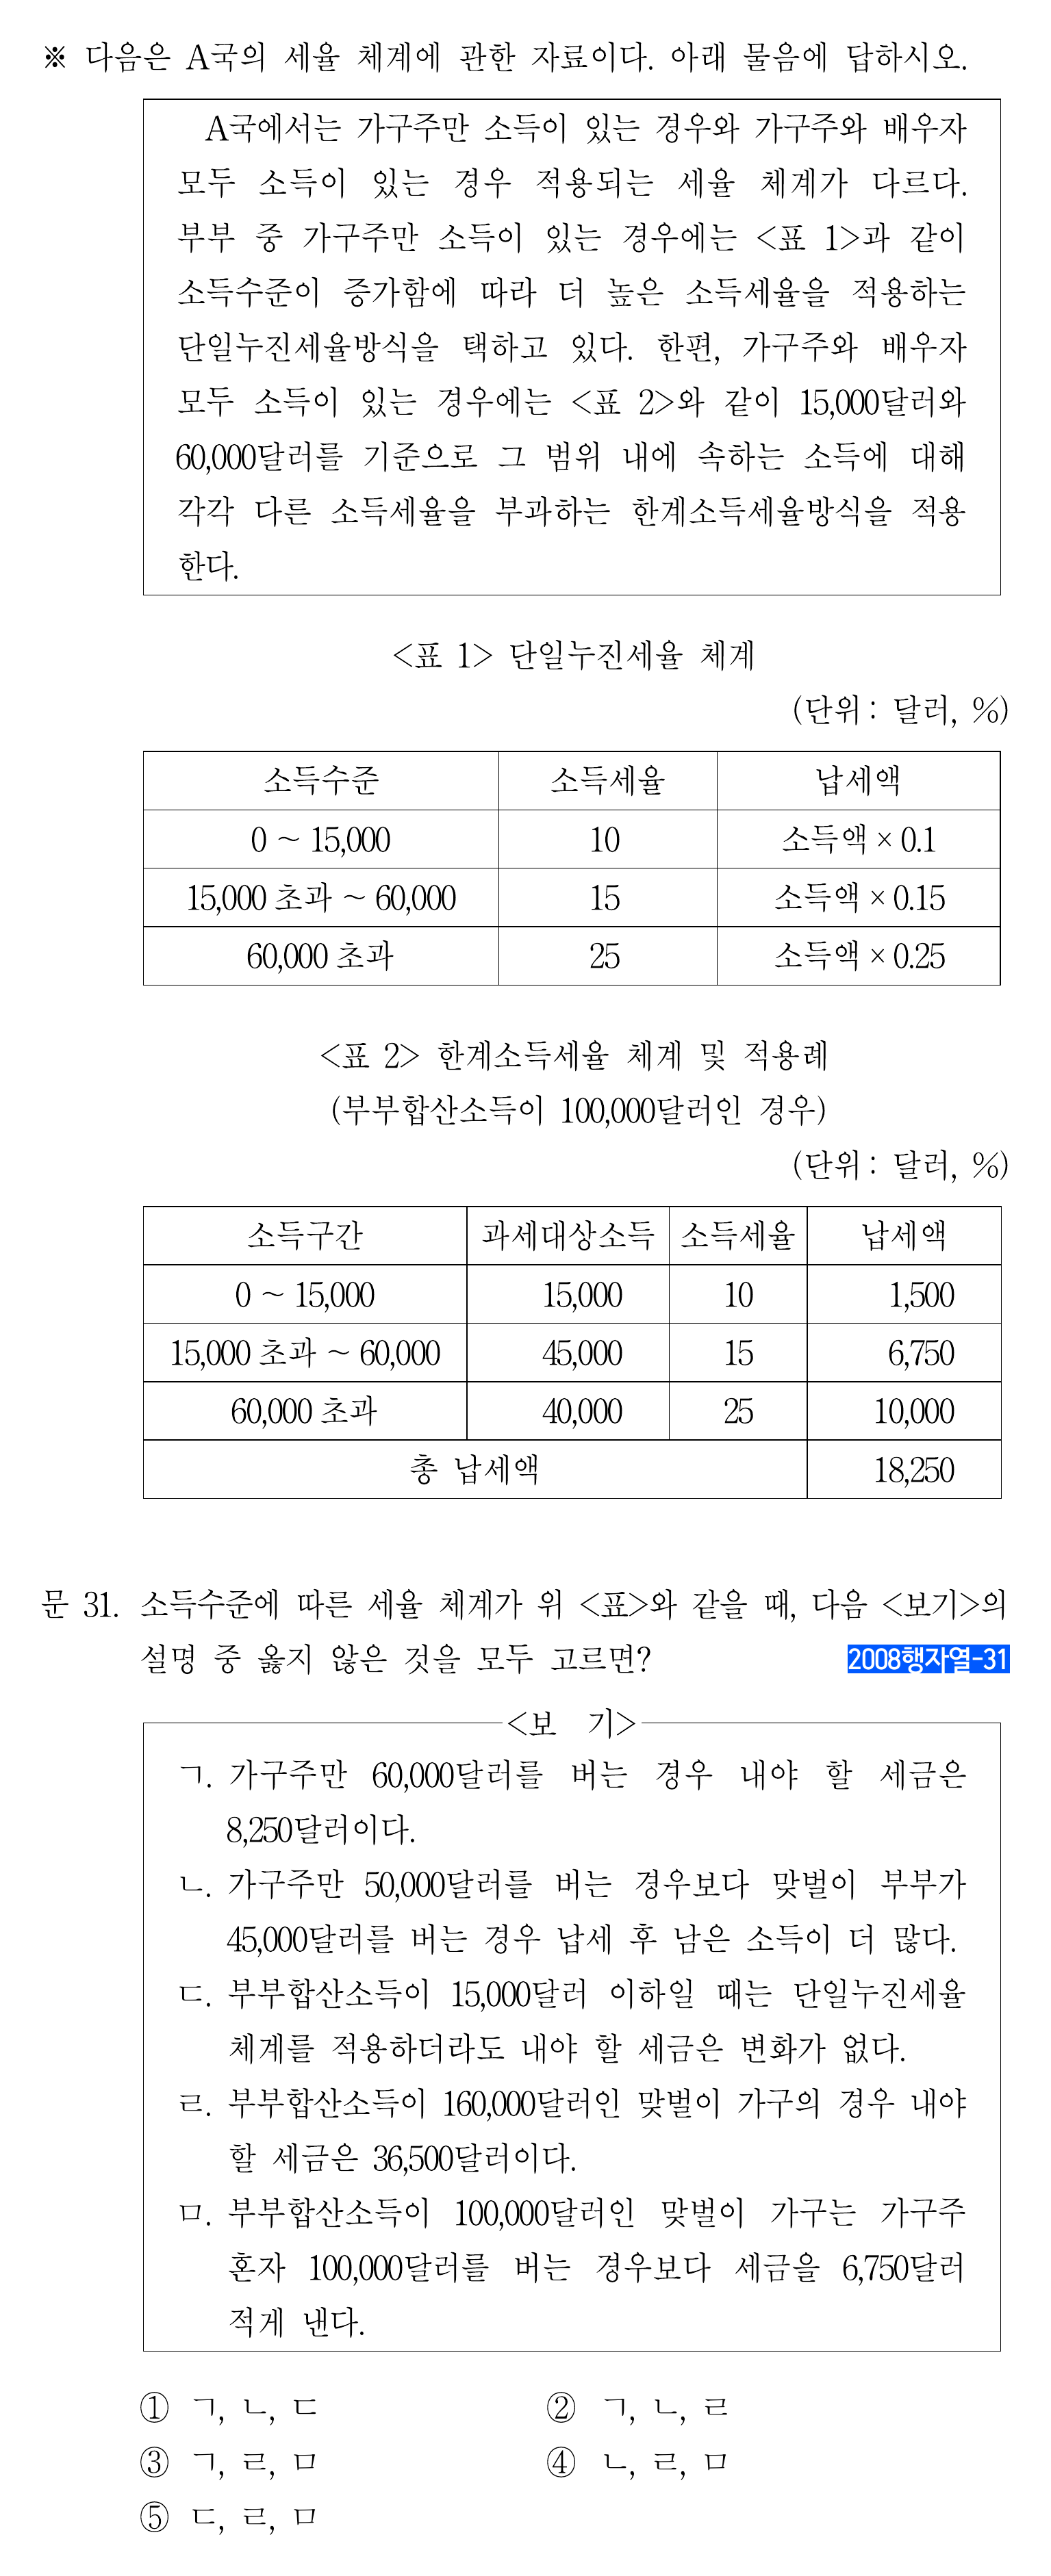 ※ 다음은 A국의 세율 체계에 관한 자료이다. 아래 물음에 답하시오.
A국에서는 가구주만 소득이 있는 경우와 가구주와 배우자
모두 소득이 있는 경우 적용되는 세율 체계가 다르다.
부부 중 가구주만 소득이 있는 경우에는 <표 1>과 같이
소득수준이 증가함에 따라 더 높은 소득세율을 적용하는
단일누진세율방식을 택하고 있다. 한편, 가구주와 배우자
모두 소득이 있는 경우에는 <표 2>와 같이 15,000달러와
60,000달러를 기준으로 그 범위 내에 속하는 소득에 대해
각각 다른 소득세율을 부과하는 한계소득세율방식을 적용
한다.
<표 1> 단일누진세율 체계
(단위 : 달러, %)
소득수준 소득세율 납세액
0 ~ 15,000 10 소득액 × 0.1
15,000 초과 ~ 60,000 15 소득액 × 0.15
60,000 초과 25 소득액 × 0.25
<표 2> 한계소득세율 체계 및 적용례
(부부합산소득이 100,000달러인 경우)
(단위 : 달러, %)
소득구간 과세대상소득 소득세율 납세액
0 ~ 15,000 15,000 10 1,500
15,000 초과 ~ 60,000 45,000 15 6,750
60,000 초과 40,000 25 10,000
총 납세액 18,250
문 31. 소득수준에 따른 세율 체계가 위 <표>와 같을 때, 다음 <보기>의
설명 중 옳지 않은 것을 모두 고르면? 2008행자열-31
<보 기>
ㄱ. 가구주만 60,000달러를 버는 경우 내야 할 세금은
8,250달러이다.
ㄴ. 가구주만 50,000달러를 버는 경우보다 맞벌이 부부가
45,000달러를 버는 경우 납세 후 남은 소득이 더 많다.
ㄷ. 부부합산소득이 15,000달러 이하일 때는 단일누진세율
체계를 적용하더라도 내야 할 세금은 변화가 없다.
ㄹ. 부부합산소득이 160,000달러인 맞벌이 가구의 경우 내야
할 세금은 36,500달러이다.
ㅁ. 부부합산소득이 100,000달러인 맞벌이 가구는 가구주
혼자 100,000달러를 버는 경우보다 세금을 6,750달러
적게 낸다.
① ㄱ, ㄴ, ㄷ ② ㄱ, ㄴ, ㄹ
③ ㄱ, ㄹ, ㅁ ④ ㄴ, ㄹ, ㅁ
⑤ ㄷ, ㄹ, ㅁ